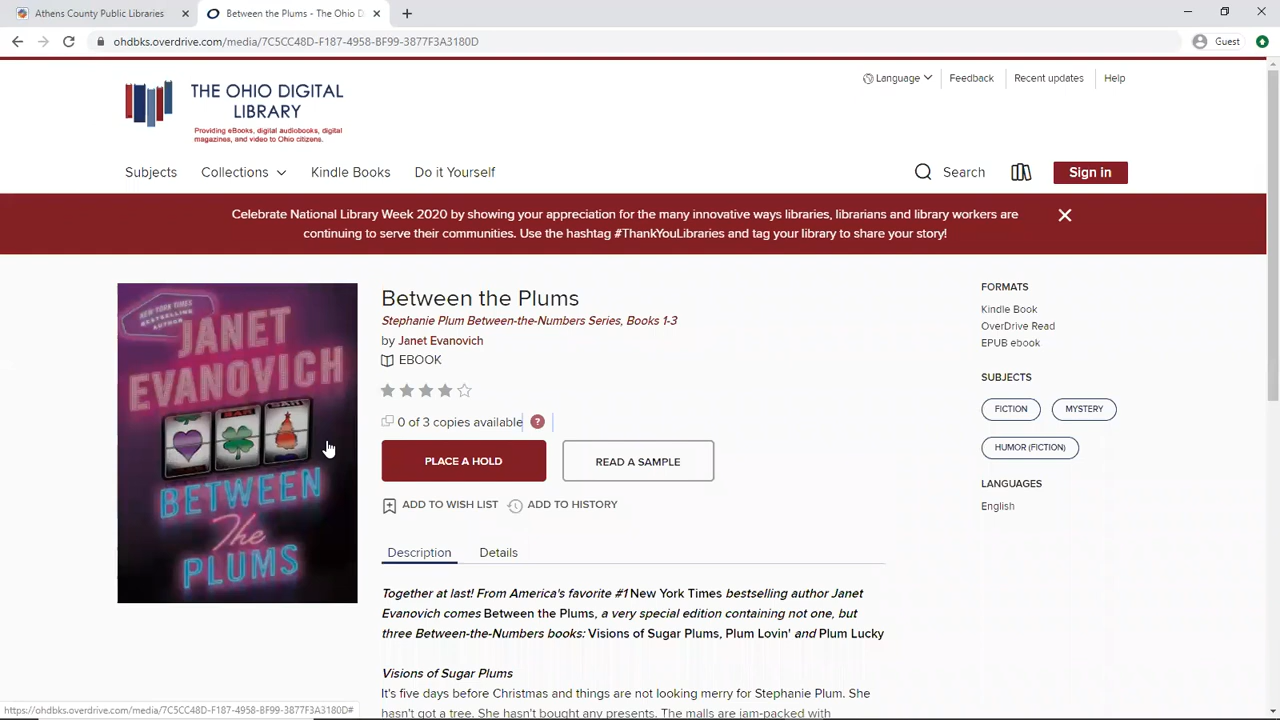 Athens County Public Libraries
Between the Plums - The Ohio D
ohdbks.overdrive.com/media/7C5CC48D-F187-4958-BF99-3877F3A3180D
Guest
Language
Feedback
Recent updates
Help
THE OHIO DIGITAL
LIBRARY
Providing eBooks, digital audiobooks, digital
magazines, and video to Ohio citizens.
Subjects
Collections
Kindle Books
Do it Yourself
Search
Sign in
Celebrate National Library Week 2020 by showing your appreciation for the many innovative ways libraries, librarians and library workers are
continuing to serve their communities. Use the hashtag #ThankYouLibraries and tag your library to share your story!
NEW YORK TIMES
BESTSELLING
AUTHOR
JANET
EVANOVICH
BAR
BAR
BETWEEN
The
PLUMS
Between the Plums
Stephanie Plum Between-the-Numbers Series, Books 1-3
by Janet Evanovich
EBOOK
0 of 3 copies available ?
PLACE A HOLD
READ A SAMPLE
ADD TO WISH LIST
ADD TO HISTORY
Description
Details
Together at last! From America's favorite #1 New York Times bestselling author Janet
Evanovich comes Between the Plums, a very special edition containing not one, but
three Between-the-Numbers books: Visions of Sugar Plums, Plum Lovin' and Plum Lucky
Visions of Sugar Plums
It's five days before Christmas and things are not looking merry for Stephanie Plum. She
hasn't got a tree. She hasn't bought any presents. The malls are jam-packed with
FORMATS
Kindle Book
OverDrive Read
EPUB ebook
SUBJECTS
FICTION
MYSTERY
HUMOR (FICTION)
LANGUAGES
English
https://ohdbks.overdrive.com/media/7C5CC48D-F187-4958-BF99-3877F3A3180D#